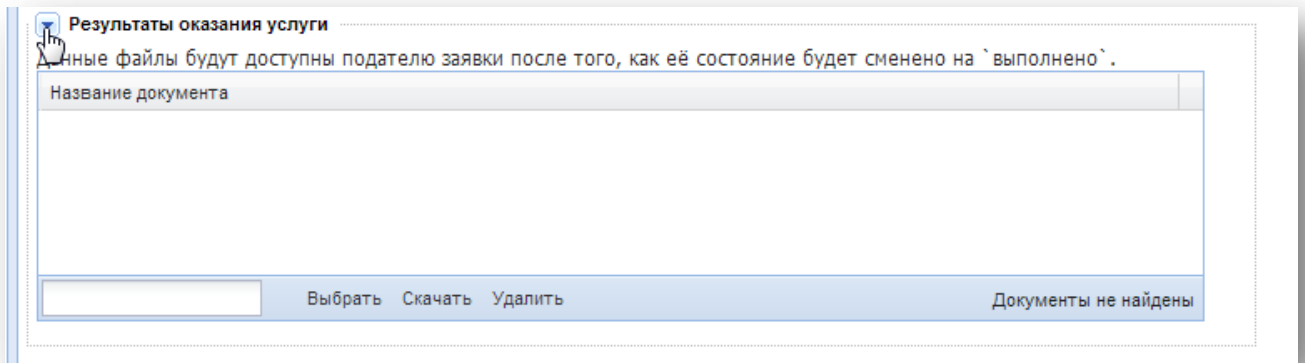 Результаты оказания услуги
Данные файлы будут доступны подателю заявки после того, как её состояние будет сменено на `выполнено`.
Название документа
Выбрать Скачать Удалить Документы не найдены